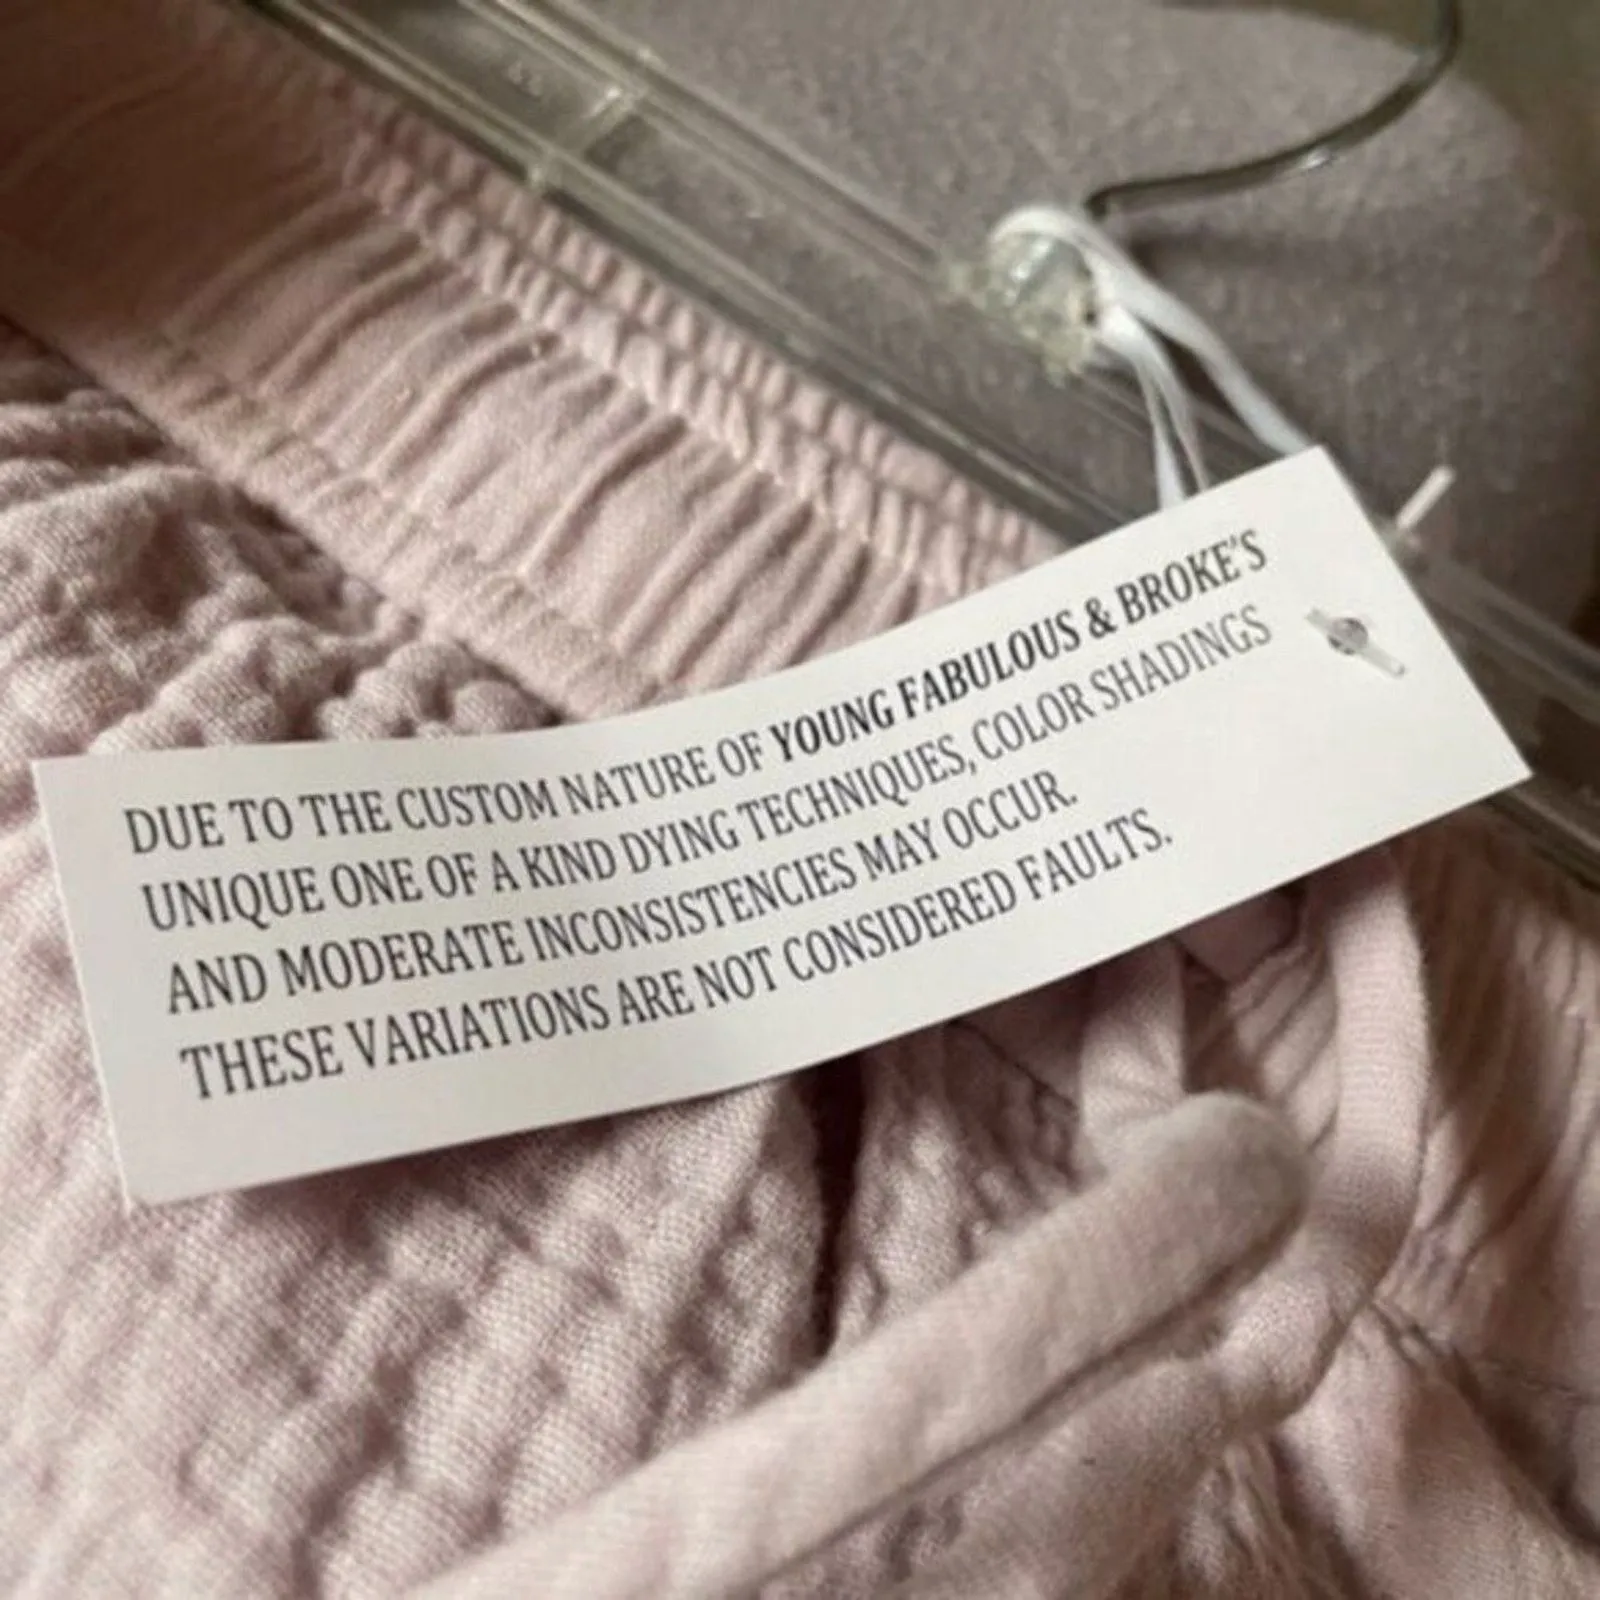 DUE TO THE CUSTOM NATURE OF YOUNG FABULOUS & BROKE'S
UNIQUE ONE OF A KIND DYING TECHNIQUES, COLOR SHADINGS
AND MODERATE INCONSISTENCIES MAY OCCUR.
THESE VARIATIONS ARE NOT CONSIDERED FAULTS.